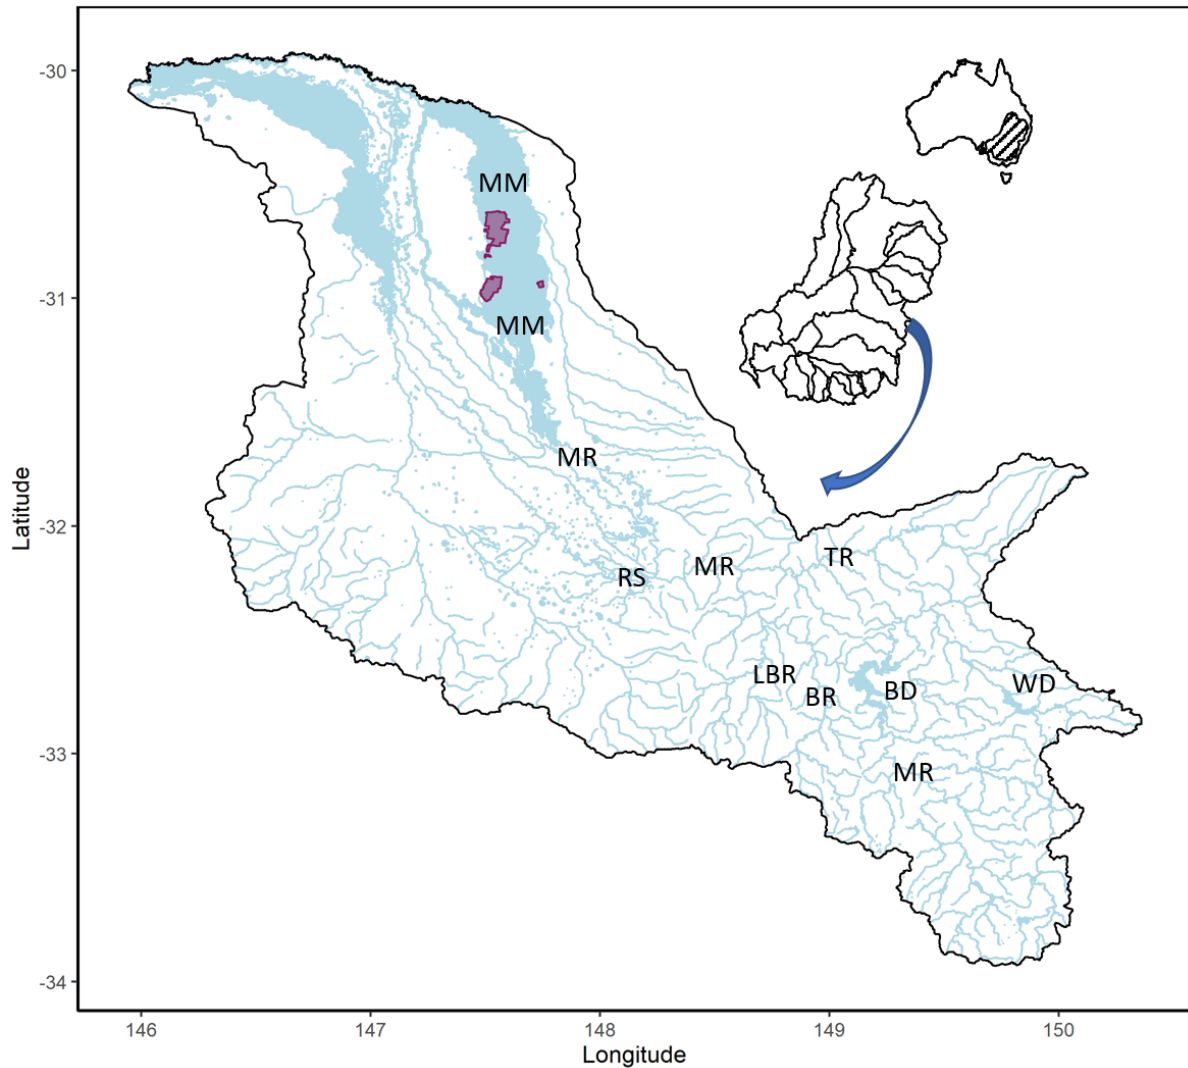 -30
MM
-31
MM
MR
-32
TR
MR
RS
LBR
WD
BD
BR
-33
MR
-34
146
147
148
149
150
Longitude
Latitude